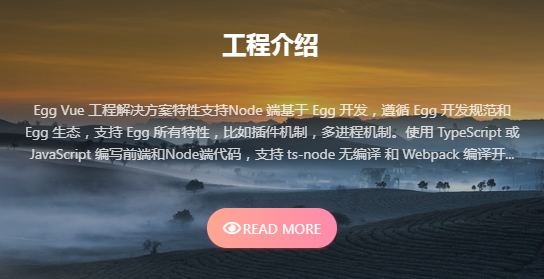 工程介绍
Egg Vue 工程解决方案特性支持Node 端基于 Egg 开发，遵循 Egg 开发规范和
Egg 生态，支持 Egg 所有特性，比如插件机制，多进程机制。使用 TypeScript 或
JavaScript 编写前端和Node端代码，支持 ts-node 无编译 和 Webpack 编译开...
READ MORE